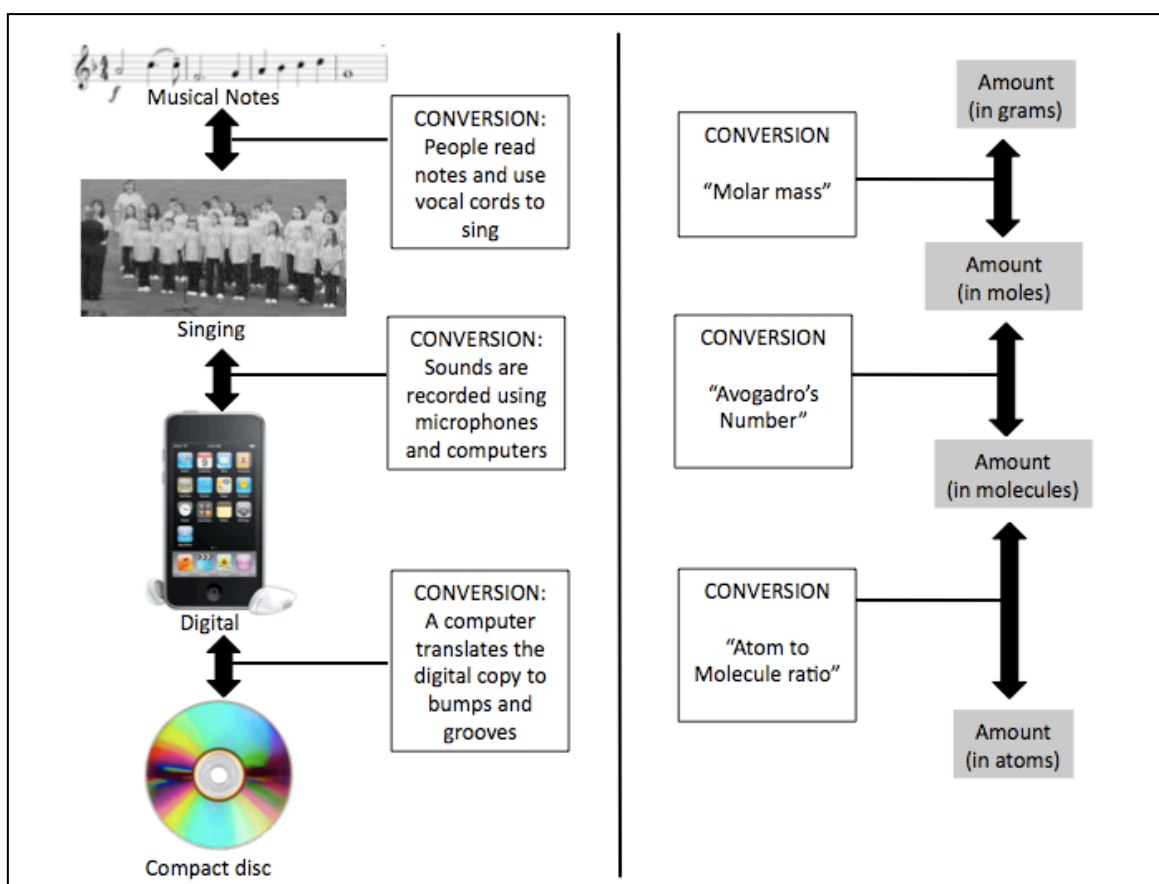 Musical Notes
CONVERSION:
People read
notes and use
vocal cords to
sing
Singing
CONVERSION:
Sounds are
recorded using
microphones
and computers
Digital
CONVERSION:
A computer
translates the
digital copy to
bumps and
grooves
Compact disc
Amount
(in grams)
CONVERSION
“Molar mass”
Amount
(in moles)
CONVERSION
“Avogadro’s
Number”
Amount
(in molecules)
CONVERSION
“Atom to
Molecule ratio”
Amount
(in atoms)